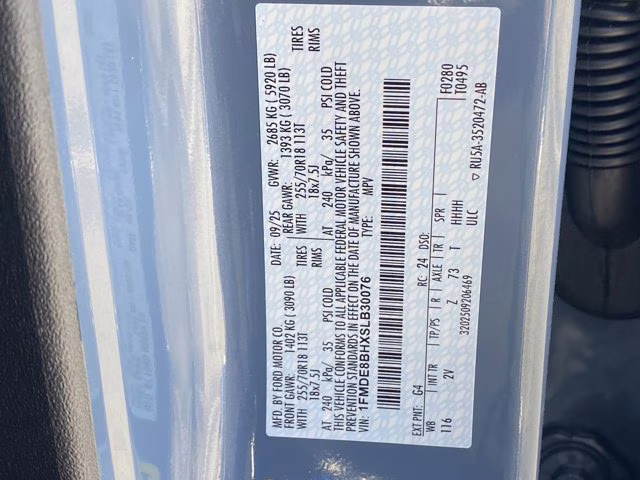 MFD. BY FORD MOTOR CO. 09/25 GVWR: 2685 KG ( 5920 LB)
FRONT GAWR: 1402 KG ( 3090 LB) REAR GAWR: 1393 KG ( 3070 LB)
WITH 255/70R18 113T TIRES WITH 255/70R18 113T TIRES
18x7.5J RIMS 18x7.5J RIMS
AT 240 kPa/ 35 PSI COLD AT 240 kPa/ 35 PSI COLD
THIS VEHICLE CONFORMS TO ALL APPLICABLE FEDERAL MOTOR VEHICLE SAFETY AND THEFT
PREVENTION STANDARDS IN EFFECT ON THE DATE OF MANUFACTURE SHOWN ABOVE.
VIN: 1FMDE8BHXSLB30076 TYPE: MPV
EXT PNT: G4 RC: 24 DSO: F0280
T0495
WB INT TR TP/PS R AXLE TR SPR
116 2V Z 73 T HHHH
ULC
3202509206469
▽ RU5A-3520472-AB